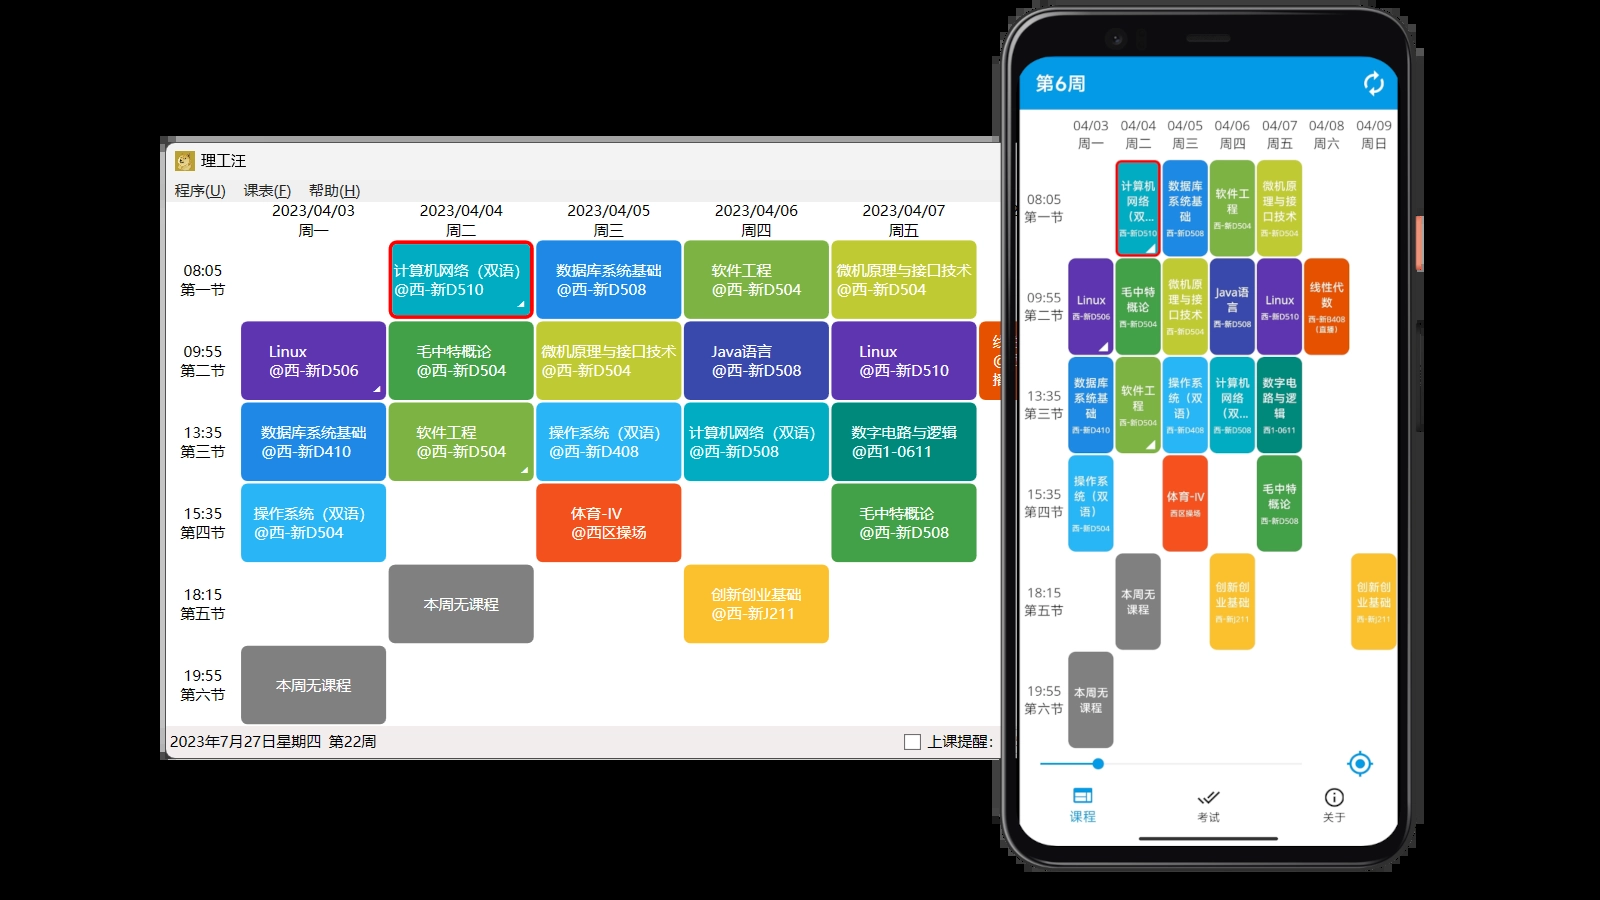 理工汪
程序(U) 课表(F) 帮助(H)
2023/04/03 2023/04/04 2023/04/05 2023/04/06 2023/04/07
周一 周二 周三 周四 周五
08:05
第一节
计算机网络（双语）
@西-新D510
数据库系统基础
@西-新D508
软件工程
@西-新D504
微机原理与接口技术
@西-新D504
09:55
第二节
Linux
@西-新D506
毛中特概论
@西-新D504
微机原理与接口技术
@西-新D504
Java语言
@西-新D508
Linux
@西-新D510
13:35
第三节
数据库系统基础
@西-新D410
软件工程
@西-新D504
操作系统（双语）
@西-新D408
计算机网络（双语）
@西-新D508
数字电路与逻辑
@西1-0611
15:35
第四节
操作系统（双语）
@西-新D504
体育-IV
@西区操场
毛中特概论
@西-新D508
18:15
第五节
本周无课程
创新创业基础
@西-新J211
19:55
第六节
本周无课程
2023年7月27日星期四 第22周
上课提醒:
第6周
04/03 04/04 04/05 04/06 04/07 04/08 04/09
周一 周二 周三 周四 周五 周六 周日
08:05
第一节
计算机
网络
（双...
西-新D510
数据库
系统基
础
西-新D508
软件工
程
西-新D504
微机原
理与接
口技术
西-新D504
09:55
第二节
Linux
西-新D506
毛中特
概论
西-新D504
微机原
理与接
口技术
西-新D504
Java语
言
西-新D508
Linux
西-新D510
线性代
数
西-新B408
（直播）
13:35
第三节
数据库
系统基
础
西-新D410
软件工
程
西-新D504
操作系
统（双
语）
西-新D408
计算机
网络
（双...
西-新D508
数字电
路与逻
辑
西1-0611
15:35
第四节
操作系
统（双
语）
西-新D504
体育-IV
西区操场
毛中特
概论
西-新D508
18:15
第五节
本周无
课程
创新创
业基础
西-新J211
创新创
业基础
西-新J211
19:55
第六节
本周无
课程
课程 考试 关于